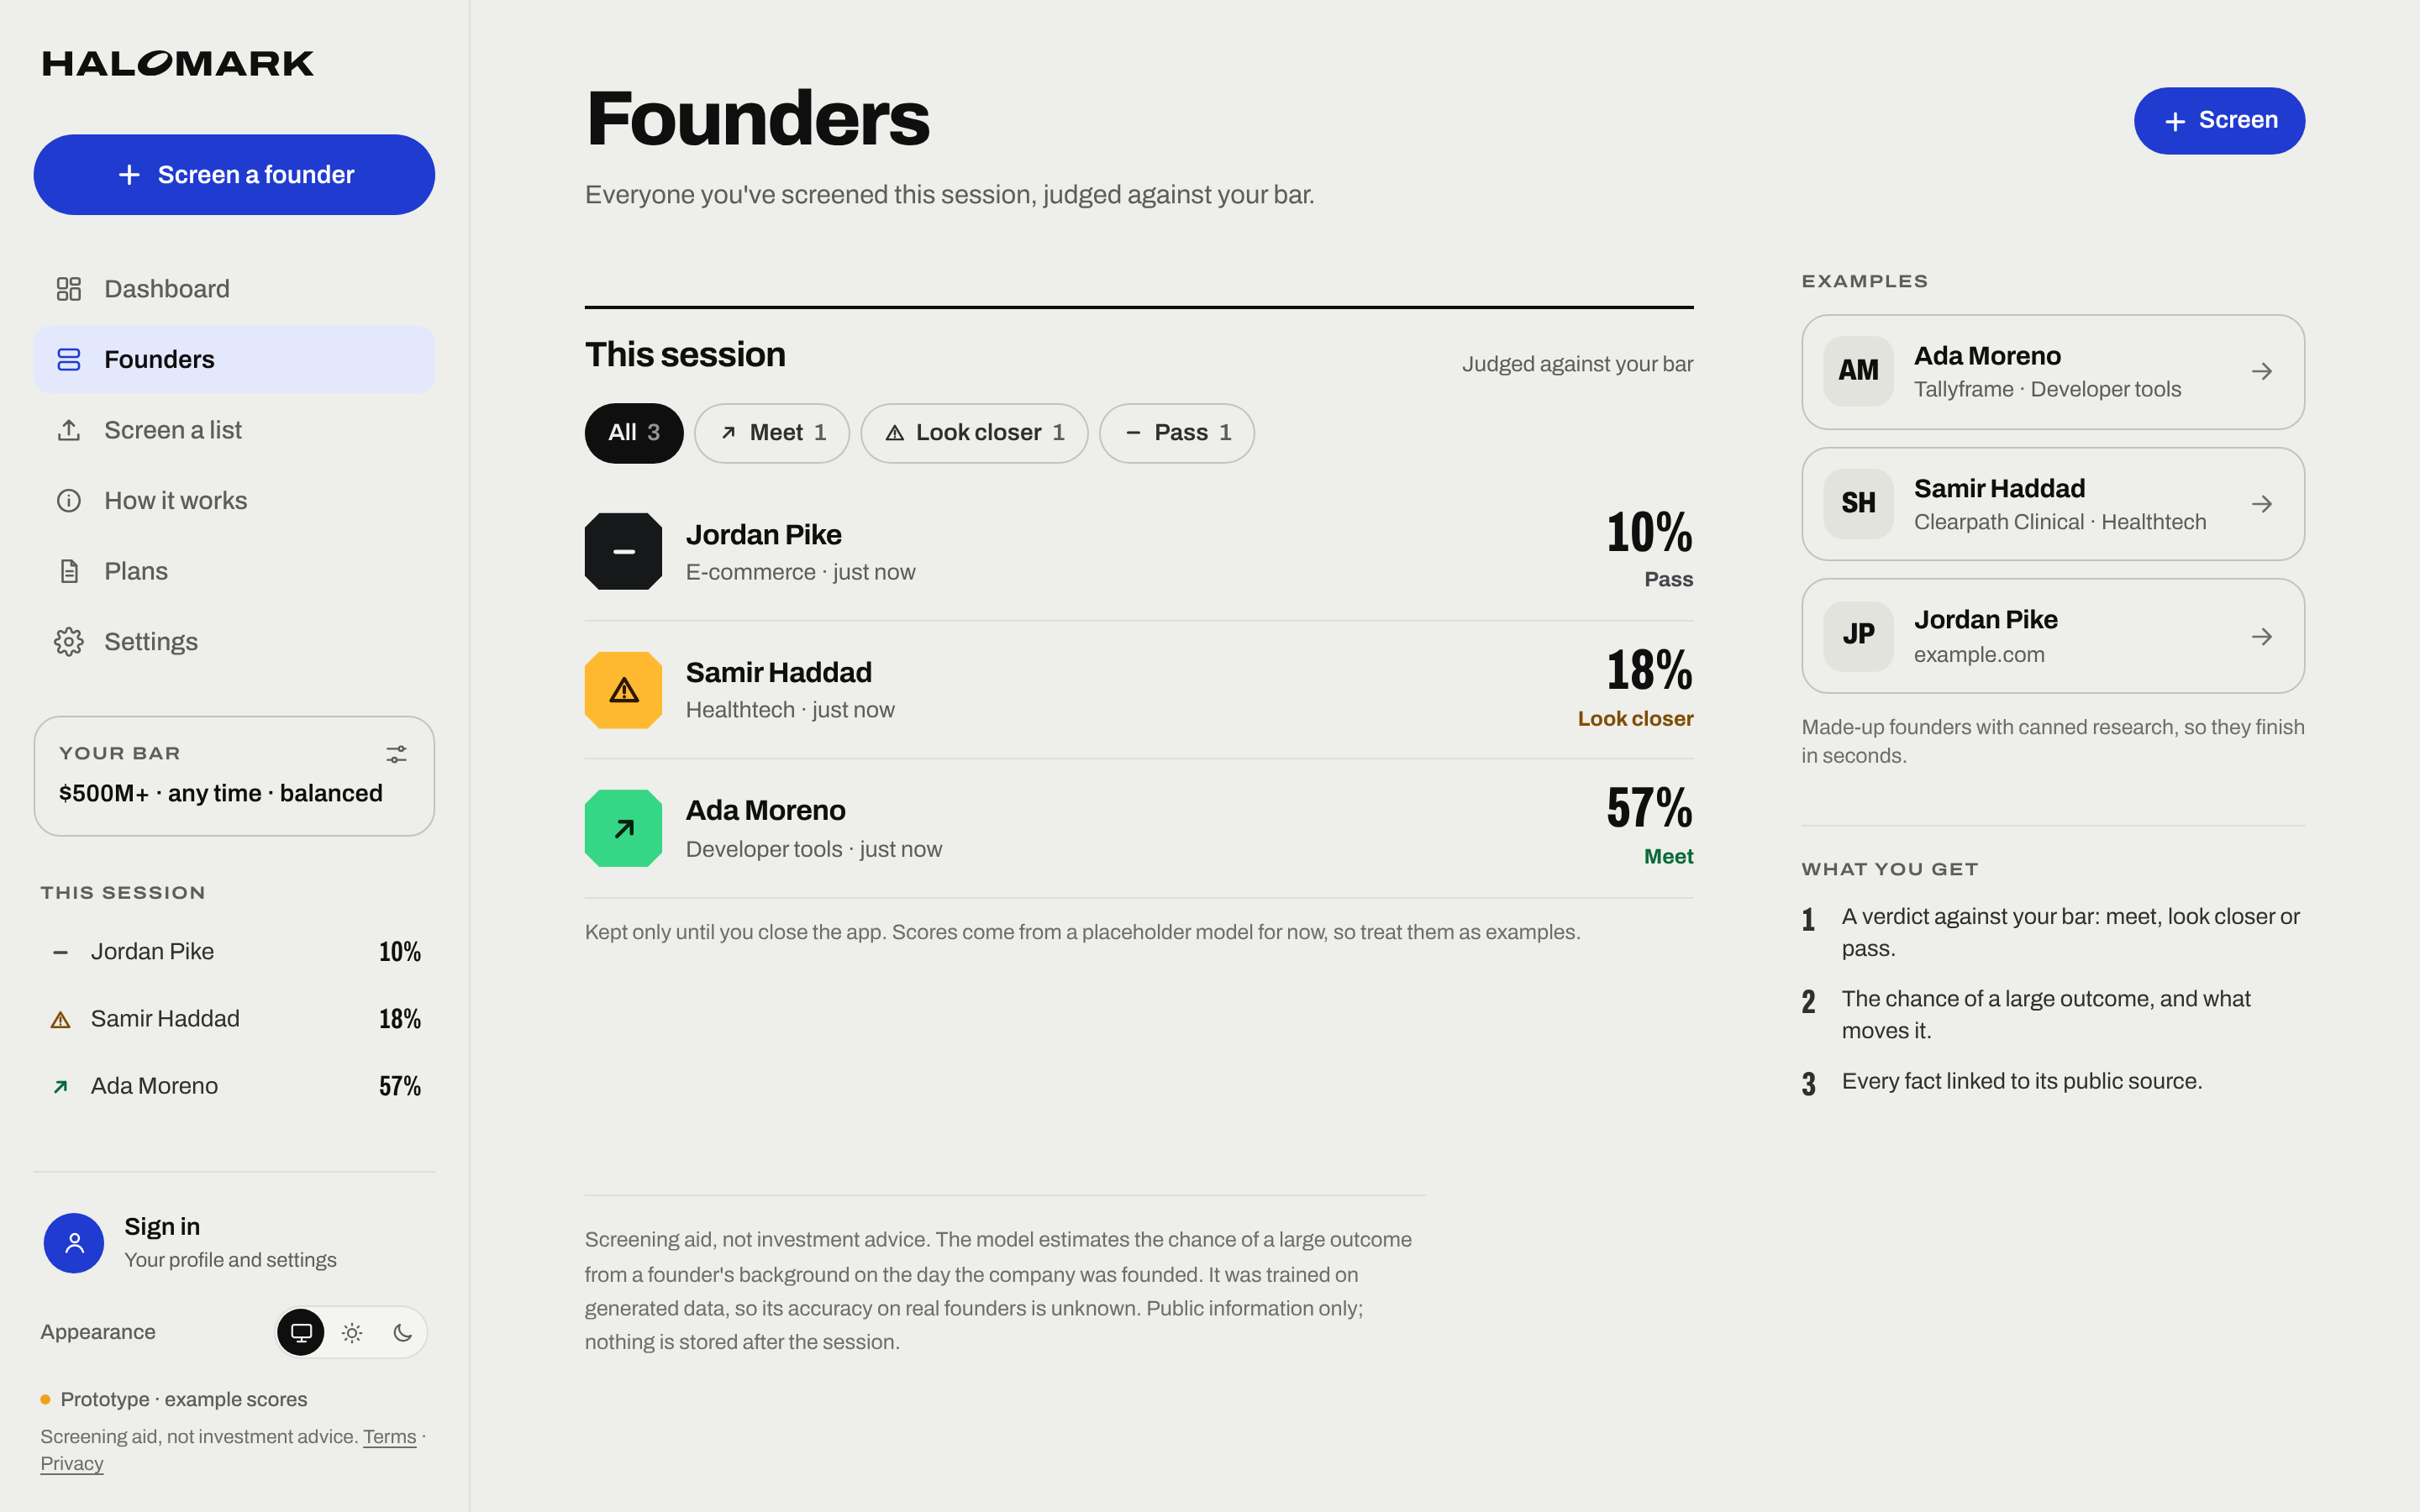 HALOMARK
Screen a founder
Dashboard
Founders
Screen a list
How it works
Plans
Settings
YOUR BAR
$500M+ · any time · balanced
THIS SESSION
Jordan Pike 10%
Samir Haddad 18%
Ada Moreno 57%
Sign in
Your profile and settings
Appearance
Prototype · example scores
Screening aid, not investment advice. Terms ·
Privacy
Founders
Screen
Everyone you've screened this session, judged against your bar.
This session
Judged against your bar
All 3 Meet 1 Look closer 1 Pass 1
Jordan Pike
E-commerce · just now
10%
Pass
Samir Haddad
Healthtech · just now
18%
Look closer
Ada Moreno
Developer tools · just now
57%
Meet
Kept only until you close the app. Scores come from a placeholder model for now, so treat them as examples.
Screening aid, not investment advice. The model estimates the chance of a large outcome
from a founder's background on the day the company was founded. It was trained on
generated data, so its accuracy on real founders is unknown. Public information only;
nothing is stored after the session.
EXAMPLES
AM
Ada Moreno
Tallyframe · Developer tools
SH
Samir Haddad
Clearpath Clinical · Healthtech
JP
Jordan Pike
example.com
Made-up founders with canned research, so they finish
in seconds.
WHAT YOU GET
1 A verdict against your bar: meet, look closer or
pass.
2 The chance of a large outcome, and what
moves it.
3 Every fact linked to its public source.